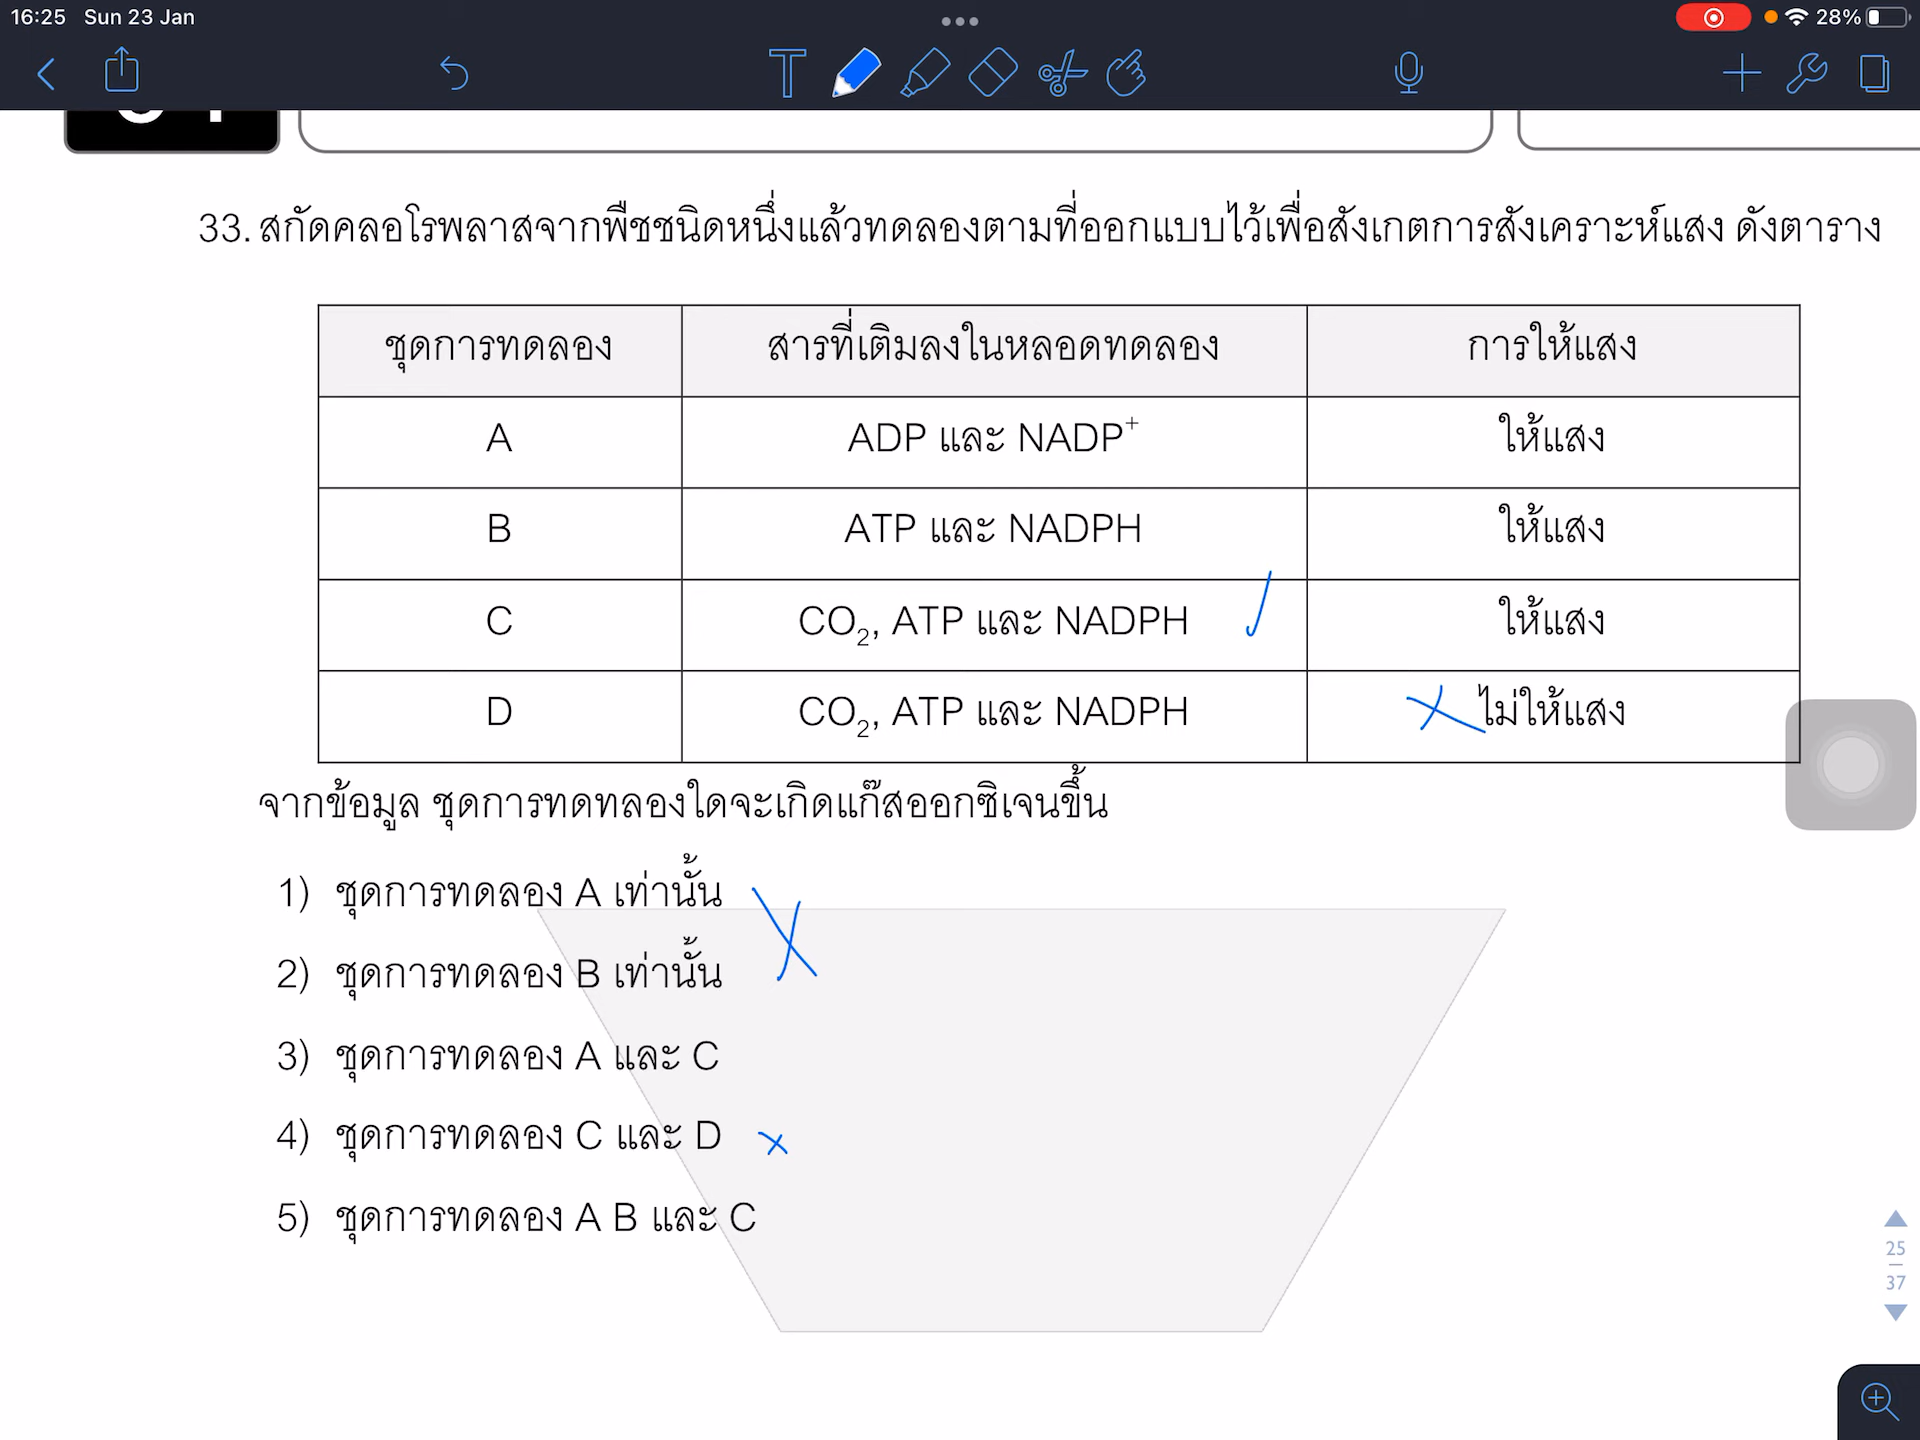 16:25 Sun 23 Jan
28%
33. สกัดคลอโรพลาสจากพืชชนิดหนึ่งแล้วทดลองตามที่ออกแบบไว้เพื่อสังเกตการสังเคราะห์แสง ดังตาราง
ชุดการทดลอง สารที่เติมลงในหลอดทดลอง การให้แสง
A ADP และ NADP⁺ ให้แสง
B ATP และ NADPH ให้แสง
C CO₂, ATP และ NADPH ให้แสง
D CO₂, ATP และ NADPH ไม่ให้แสง
จากข้อมูล ชุดการทดทลองใดจะเกิดแก๊สออกซิเจนขึ้น
1) ชุดการทดลอง A เท่านั้น
2) ชุดการทดลอง B เท่านั้น
3) ชุดการทดลอง A และ C
4) ชุดการทดลอง C และ D
5) ชุดการทดลอง A B และ C
25
37